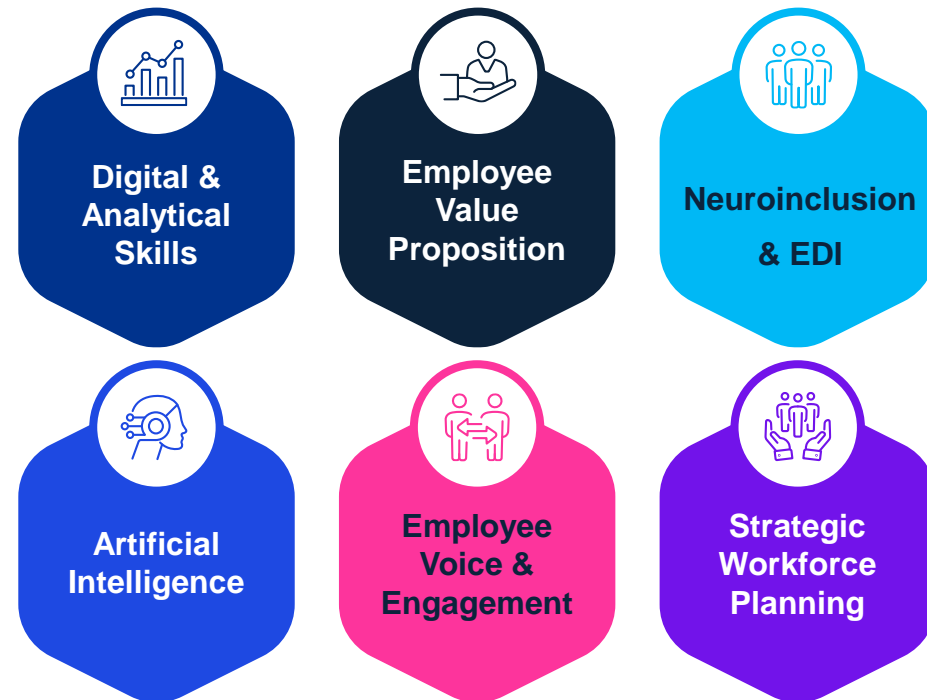 Digital &
Analytical
Skills
Employee
Value
Proposition
Neuroinclusion
& EDI
Artificial
Intelligence
Employee
Voice &
Engagement
Strategic
Workforce
Planning